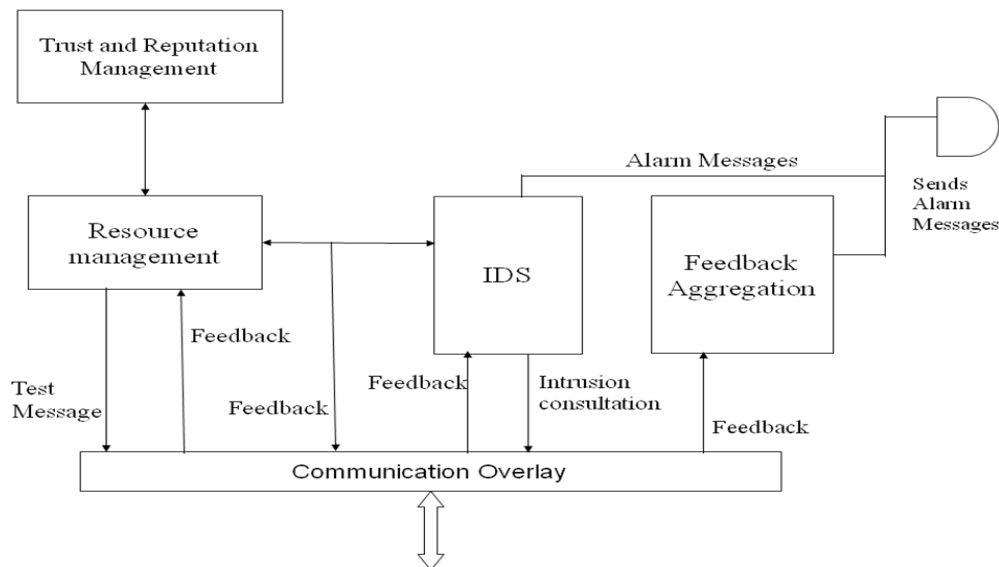 Trust and Reputation
Management
Alarm Messages
Sends
Alarm
Messages
Resource
management
IDS
Feedback
Aggregation
Feedback
Test
Message
Feedback
Feedback
Intrusion
consultation
Feedback
Communication Overlay